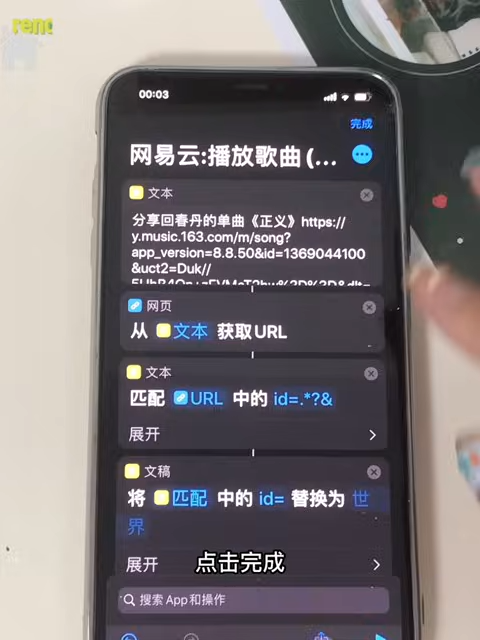 rent
00:03
完成
网易云:播放歌曲(...
文本
分享回春丹的单曲《正义》https://
y.music.163.com/m/song?
app_version=8.8.50&id=1369044100
&uct2=Duk//
网页
从 文本 获取URL
文本
匹配 URL 中的 id=.*?&
展开
文稿
将 匹配 中的 id= 替换为 世
界
展开
点击完成
搜索App和操作